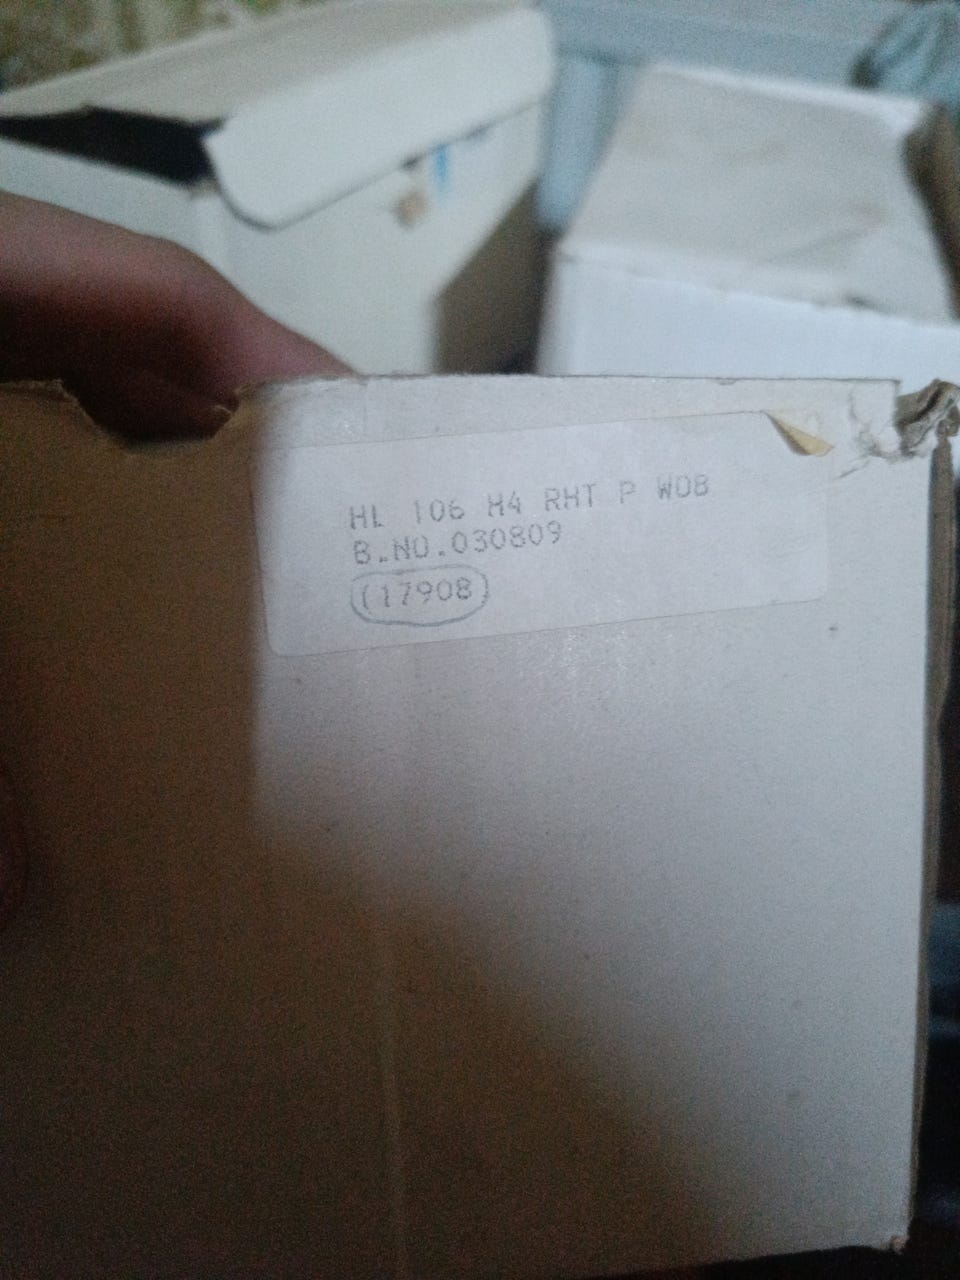 HL 106 H4 RHT P WOB
B.NO.030809
(17908)